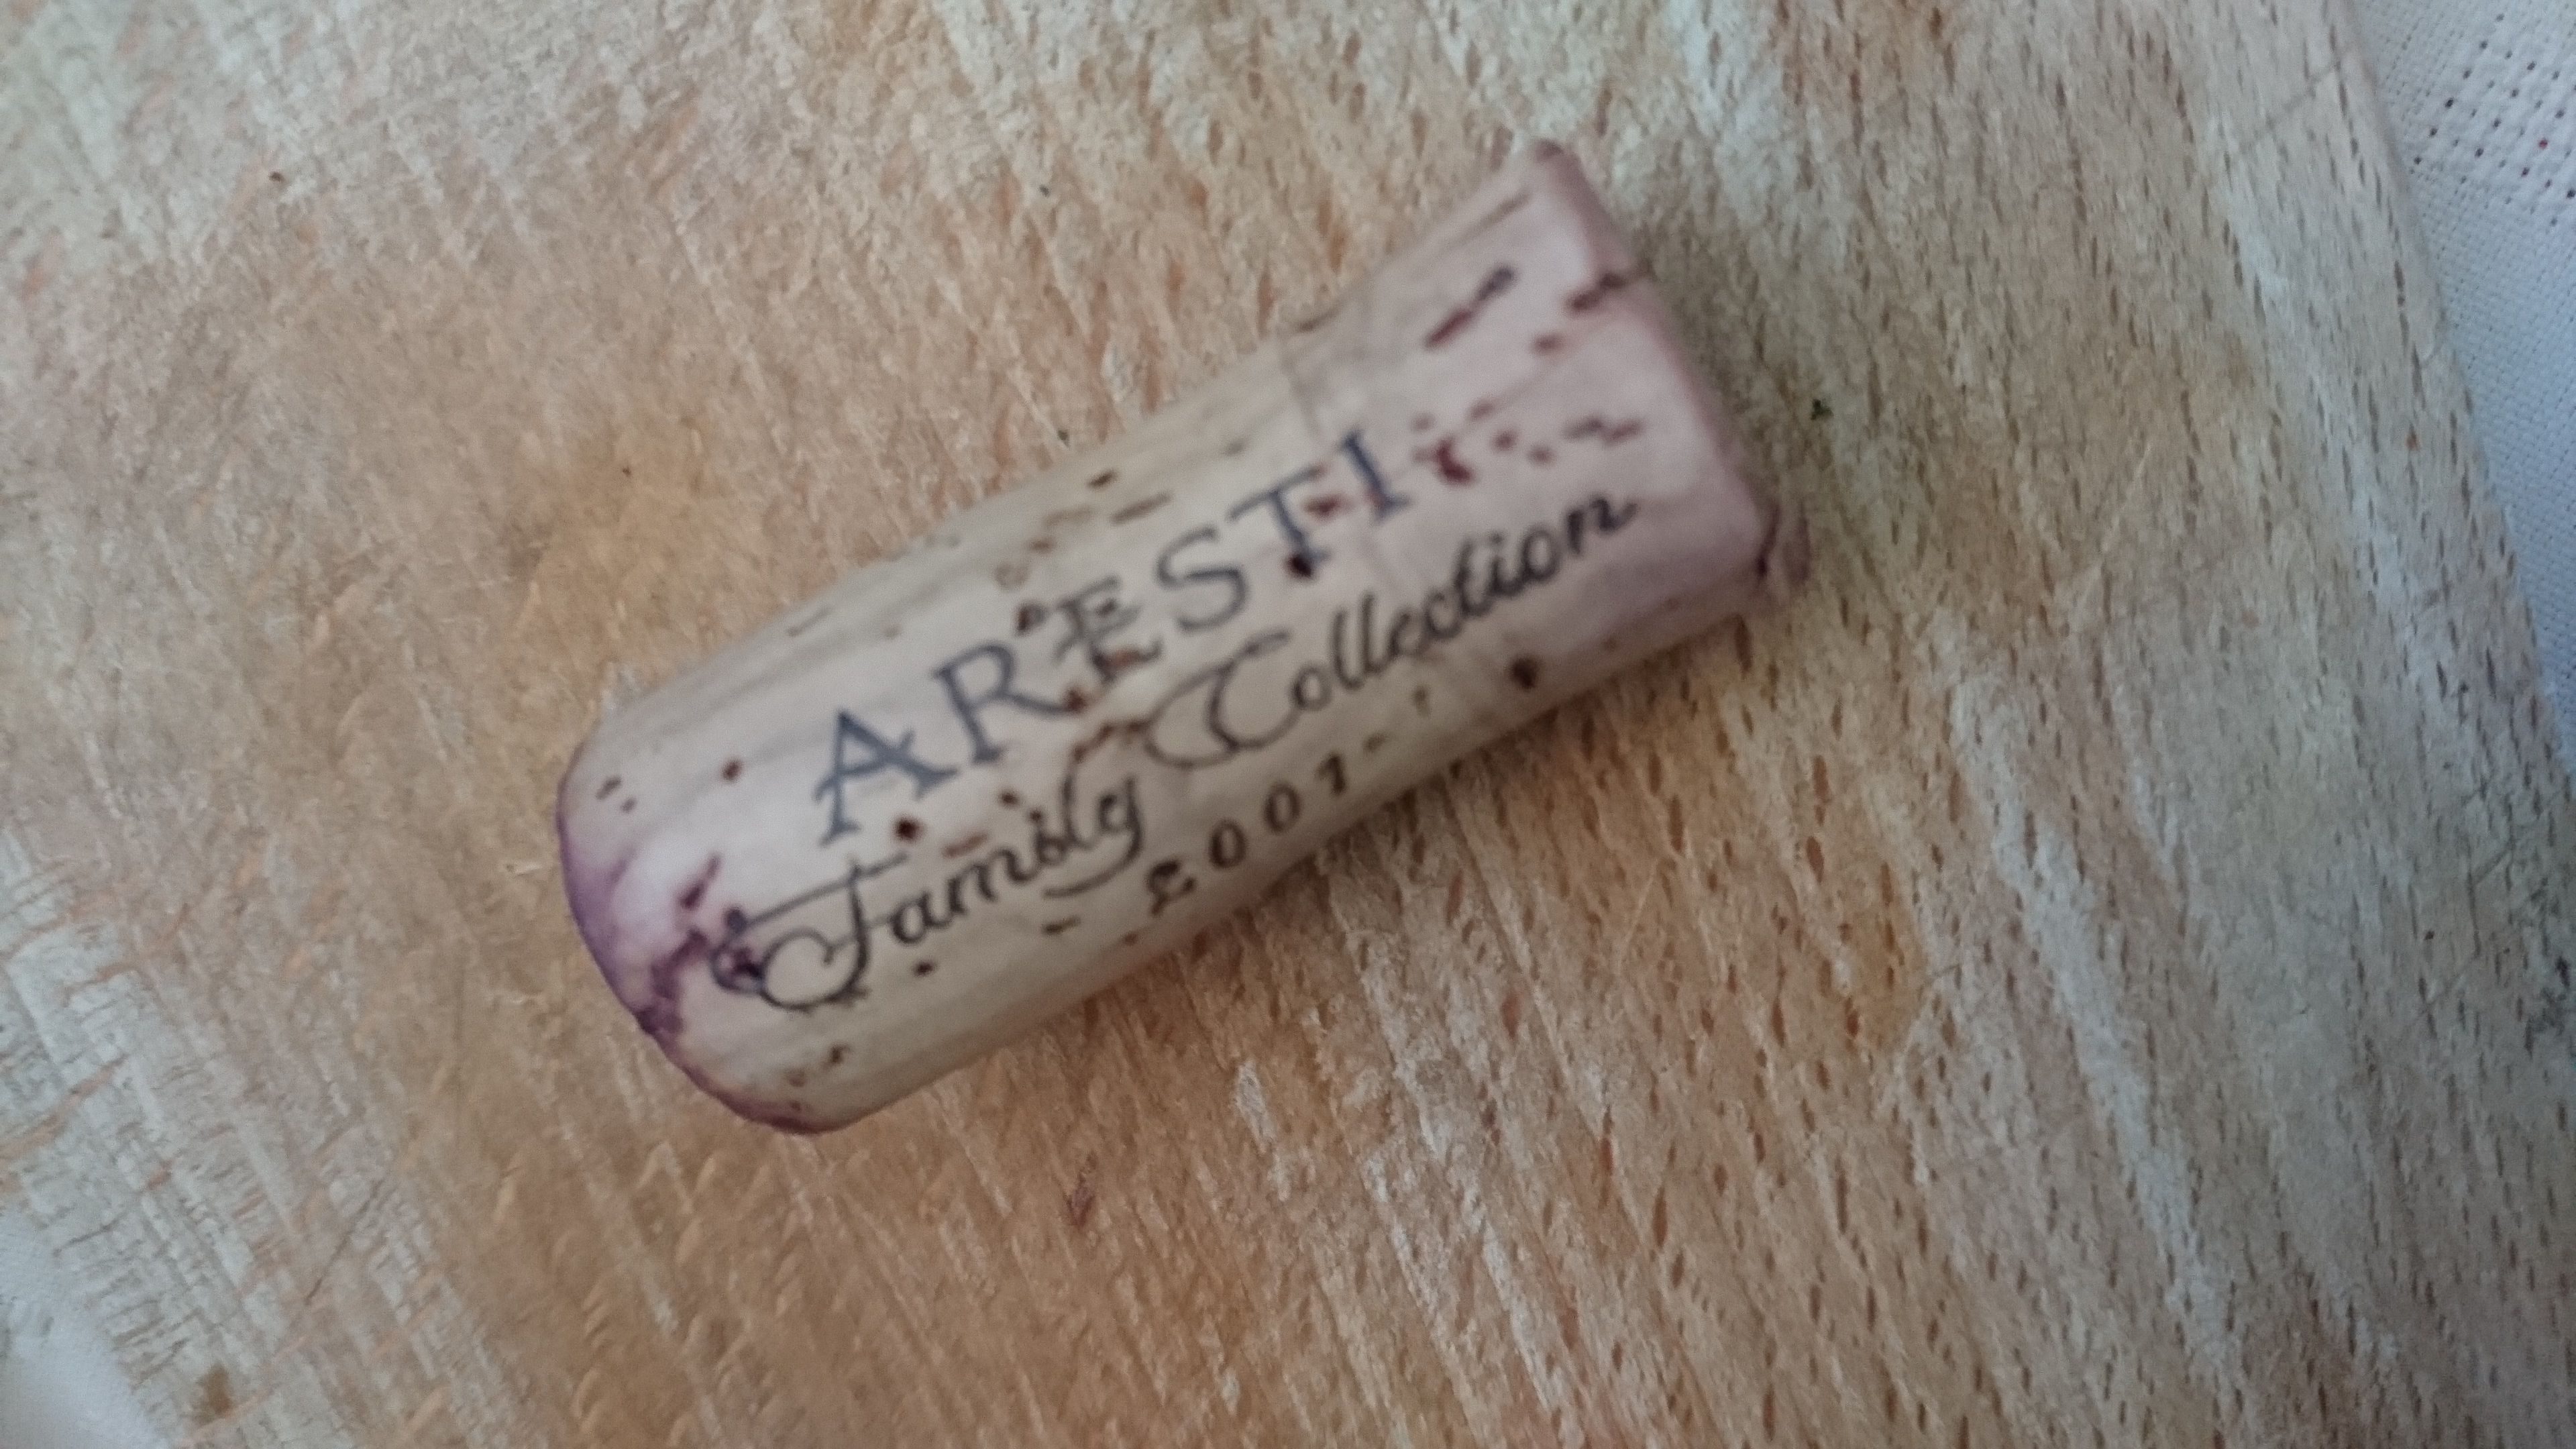 ARESTI
Family Collection
- 2001 -